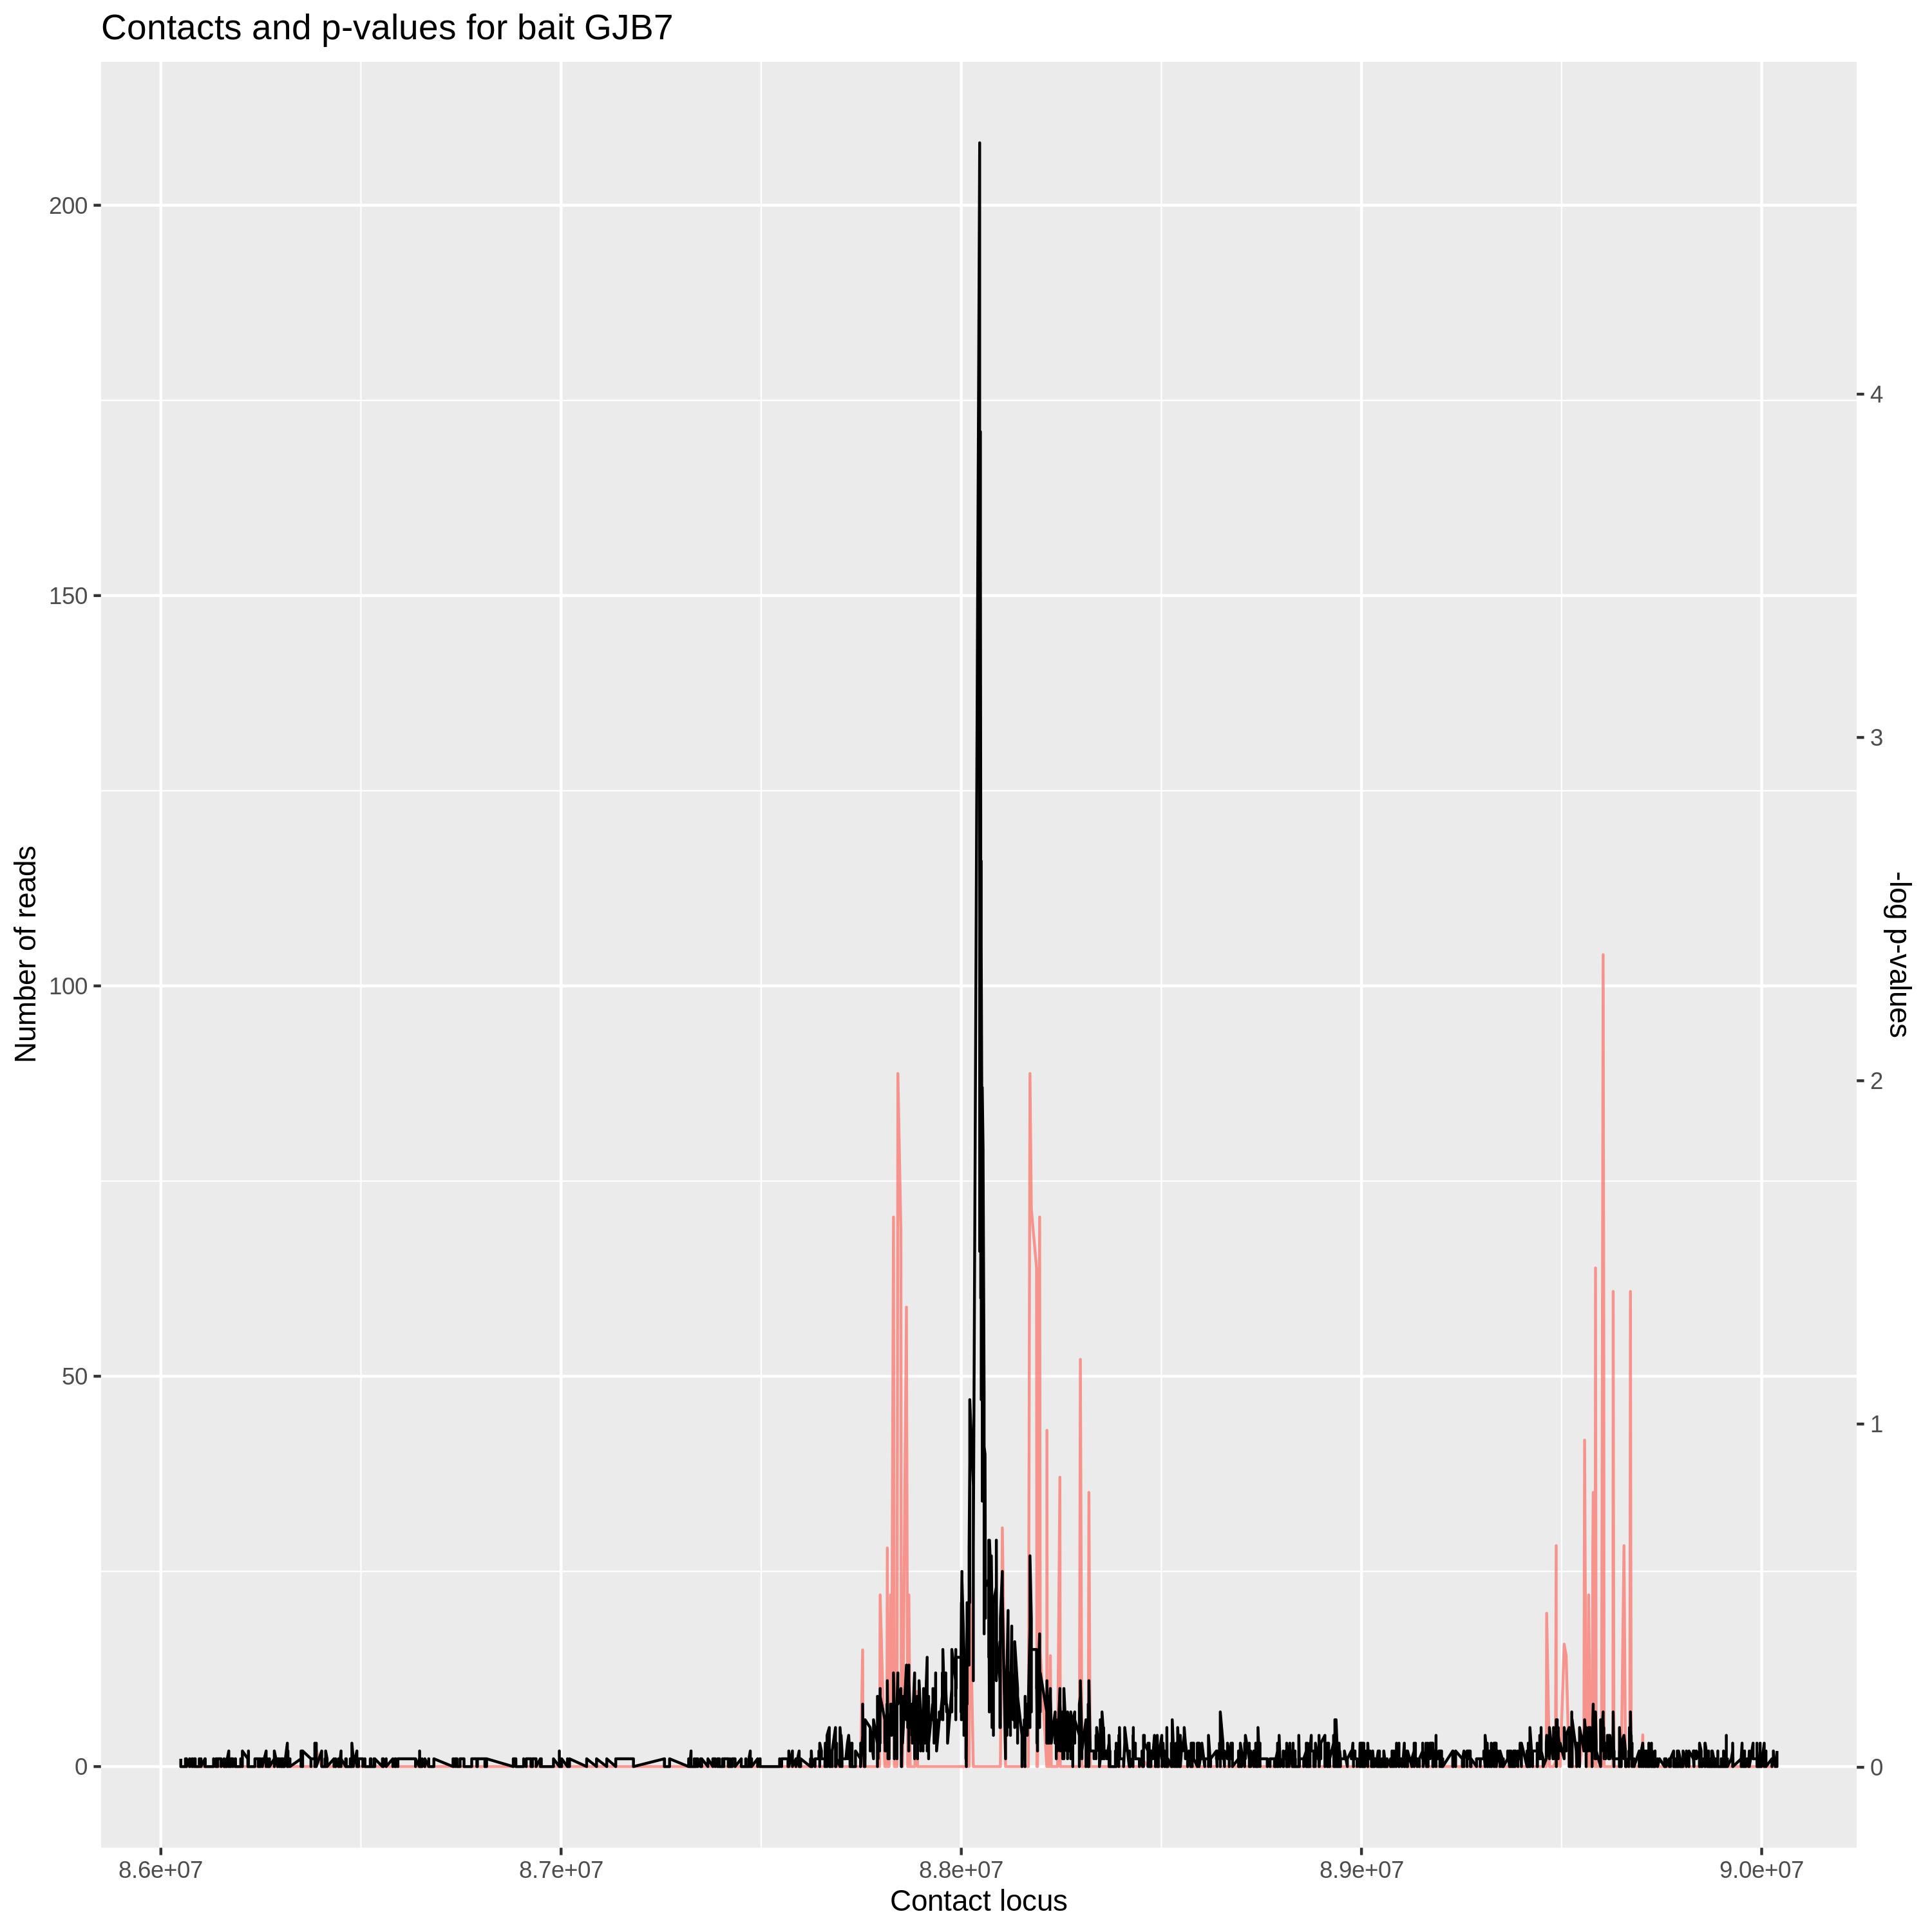 Contacts and p-values for bait GJB7
Number of reads
200
150
100
50
0
4
3
2
1
0
-log p-values
8.6e+07
8.7e+07
8.8e+07
8.9e+07
9.0e+07
Contact locus